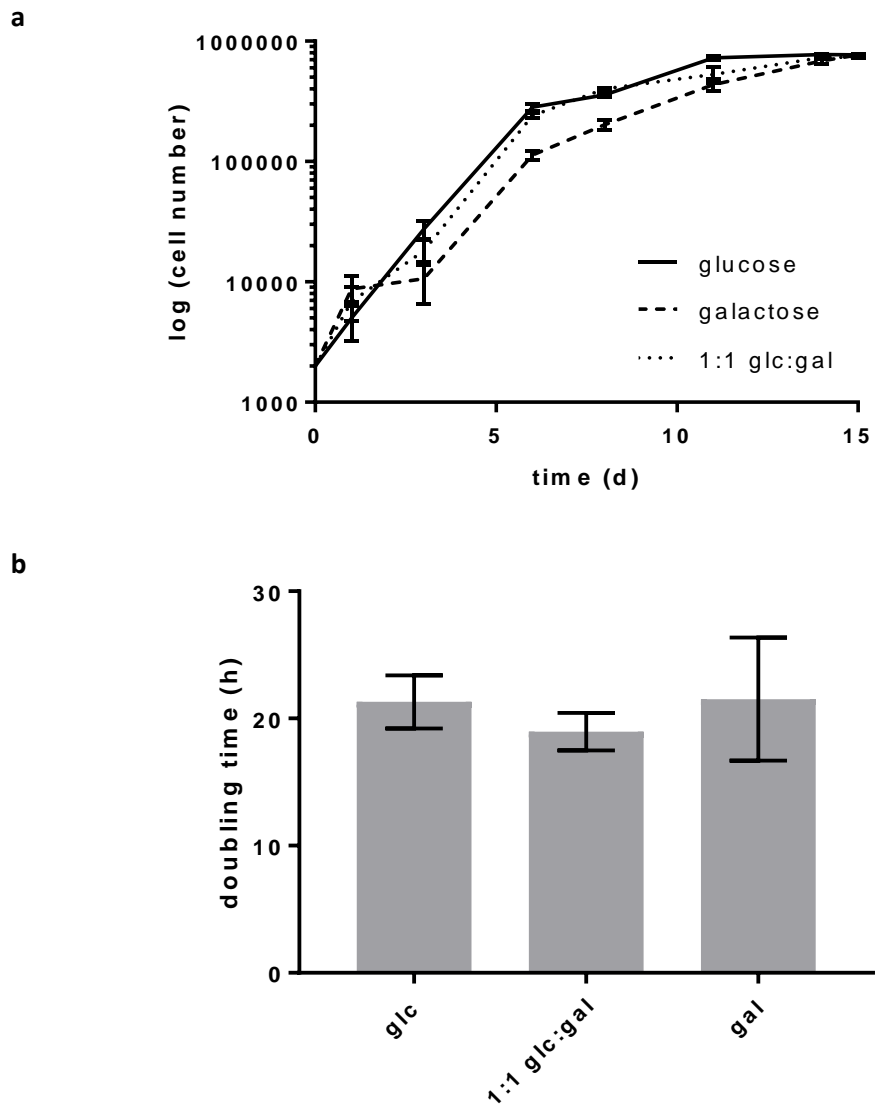 a
1000000
100000
10000
1000
log (cell number)
glucose
galactose
1:1 glc:gal
0 5 10 15
time (d)
b
30
20
10
0
doubling time (h)
glc
1:1 glc:gal
gal